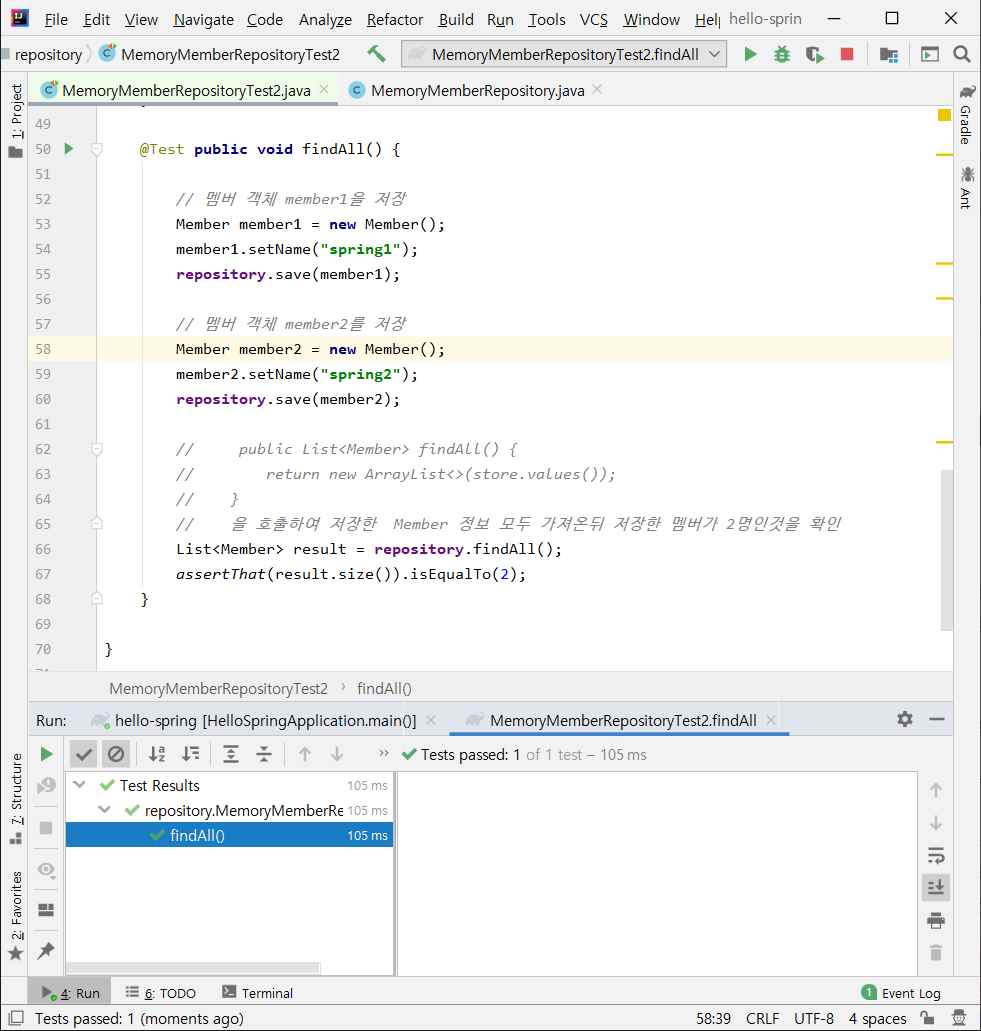 File Edit View Navigate Code Analyze Refactor Build Run Tools VCS Window Help hello-sprin
repository MemoryMemberRepositoryTest2 MemoryMemberRepositoryTest2.findAll
MemoryMemberRepositoryTest2.java MemoryMemberRepository.java
1: Project
Gradle
Ant
49
50 @Test public void findAll() {
51
52 // 멤버 객체 member1을 저장
53 Member member1 = new Member();
54 member1.setName("spring1");
55 repository.save(member1);
56
57 // 멤버 객체 member2를 저장
58 Member member2 = new Member();
59 member2.setName("spring2");
60 repository.save(member2);
61
62 // public List<Member> findAll() {
63 // return new ArrayList<>(store.values());
64 // }
65 // 을 호출하여 저장한 Member 정보 모두 가져온뒤 저장한 멤버가 2명인것을 확인
66 List<Member> result = repository.findAll();
67 assertThat(result.size()).isEqualTo(2);
68 }
69
70 }
MemoryMemberRepositoryTest2 › findAll()
Run: hello-spring [HelloSpringApplication.main()] MemoryMemberRepositoryTest2.findAll
Tests passed: 1 of 1 test – 105 ms
Test Results 105 ms
repository.MemoryMemberRe 105 ms
findAll() 105 ms
7: Structure
2: Favorites
4: Run 6: TODO Terminal 1 Event Log
Tests passed: 1 (moments ago) 58:39 CRLF UTF-8 4 spaces